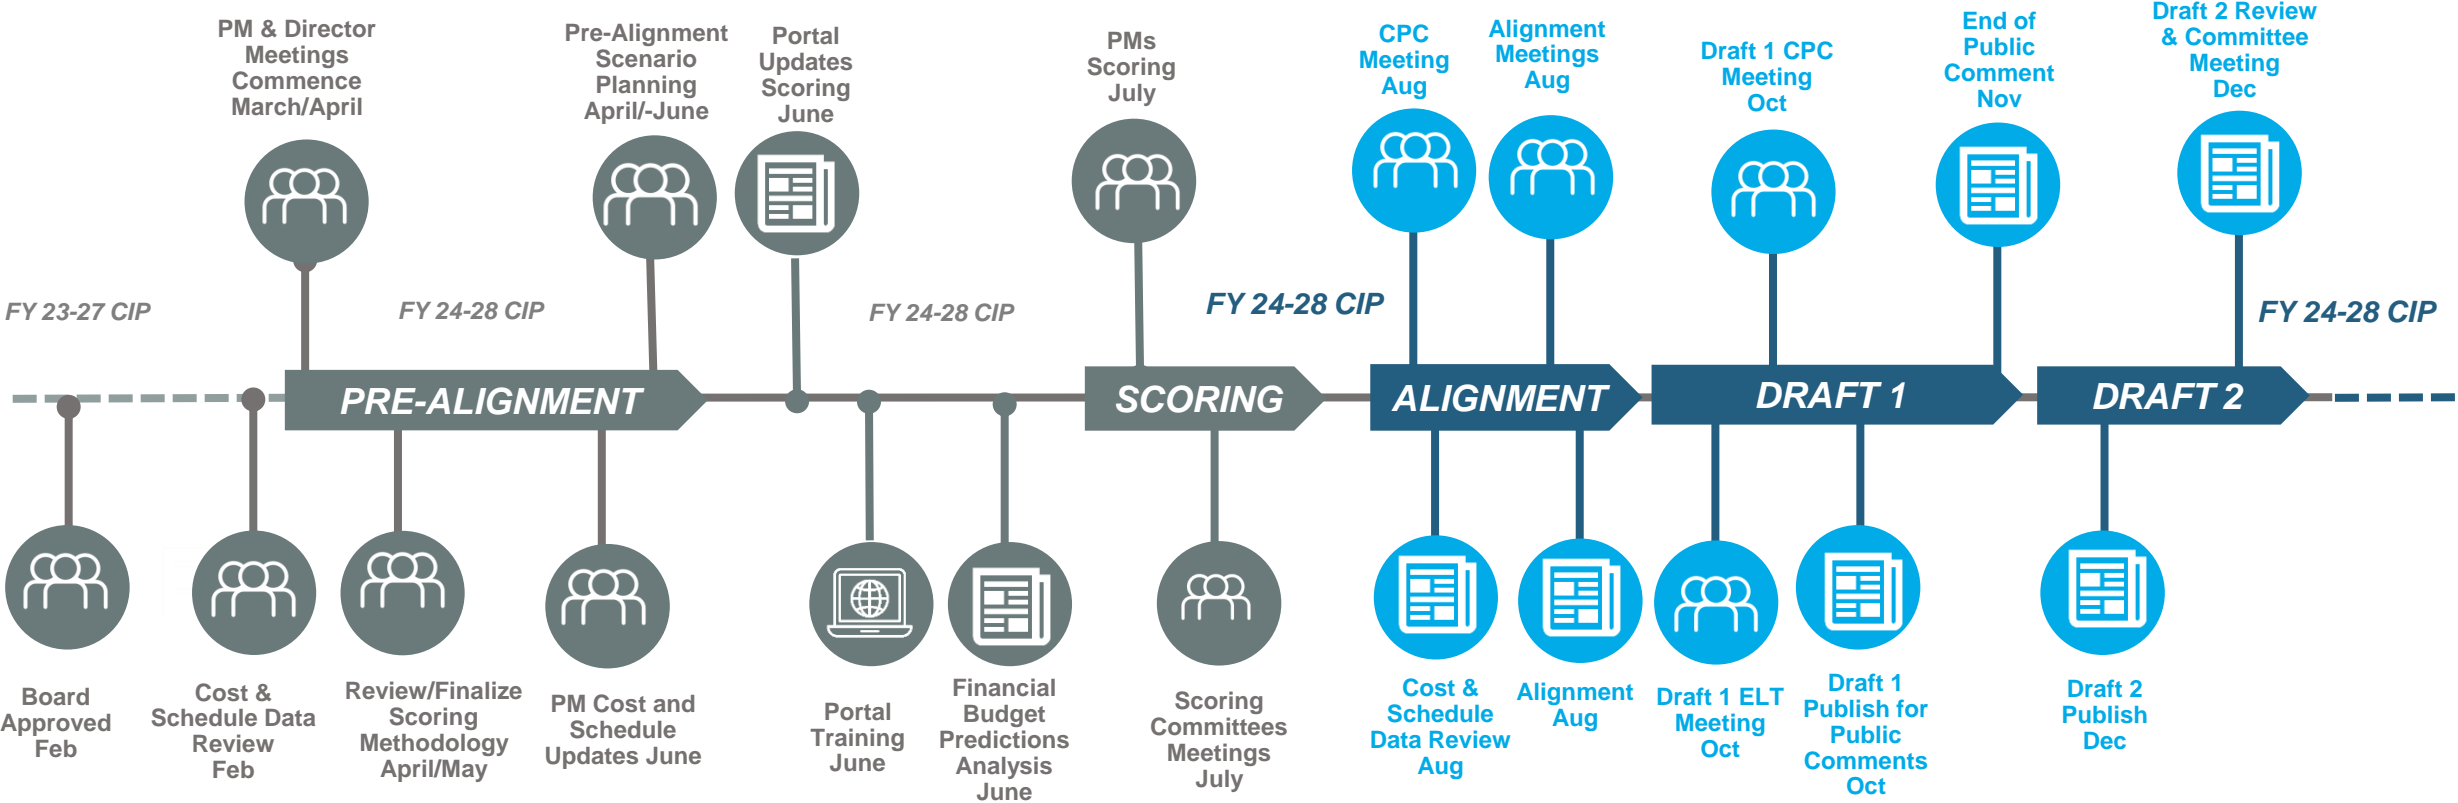 PM & Director
Meetings
Commence
March/April
Pre-Alignment
Scenario
Planning
April/-June
Portal
Updates
Scoring
June
PMs
Scoring
July
CPC
Meeting
Aug
Alignment
Meetings
Aug
Draft 1 CPC
Meeting
Oct
End of
Public
Comment
Nov
Draft 2 Review
& Committee
Meeting
Dec
FY 23-27 CIP
FY 24-28 CIP
FY 24-28 CIP
FY 24-28 CIP
FY 24-28 CIP
PRE-ALIGNMENT
SCORING
ALIGNMENT
DRAFT 1
DRAFT 2
Board
Approved
Feb
Cost &
Schedule Data
Review
Feb
Review/Finalize
Scoring
Methodology
April/May
PM Cost and
Schedule
Updates June
Portal
Training
June
Financial
Budget
Predictions
Analysis
June
Scoring
Committees
Meetings
July
Cost &
Schedule
Data Review
Aug
Alignment
Aug
Draft 1 ELT
Meeting
Oct
Draft 1
Publish for
Public
Comments
Oct
Draft 2
Publish
Dec